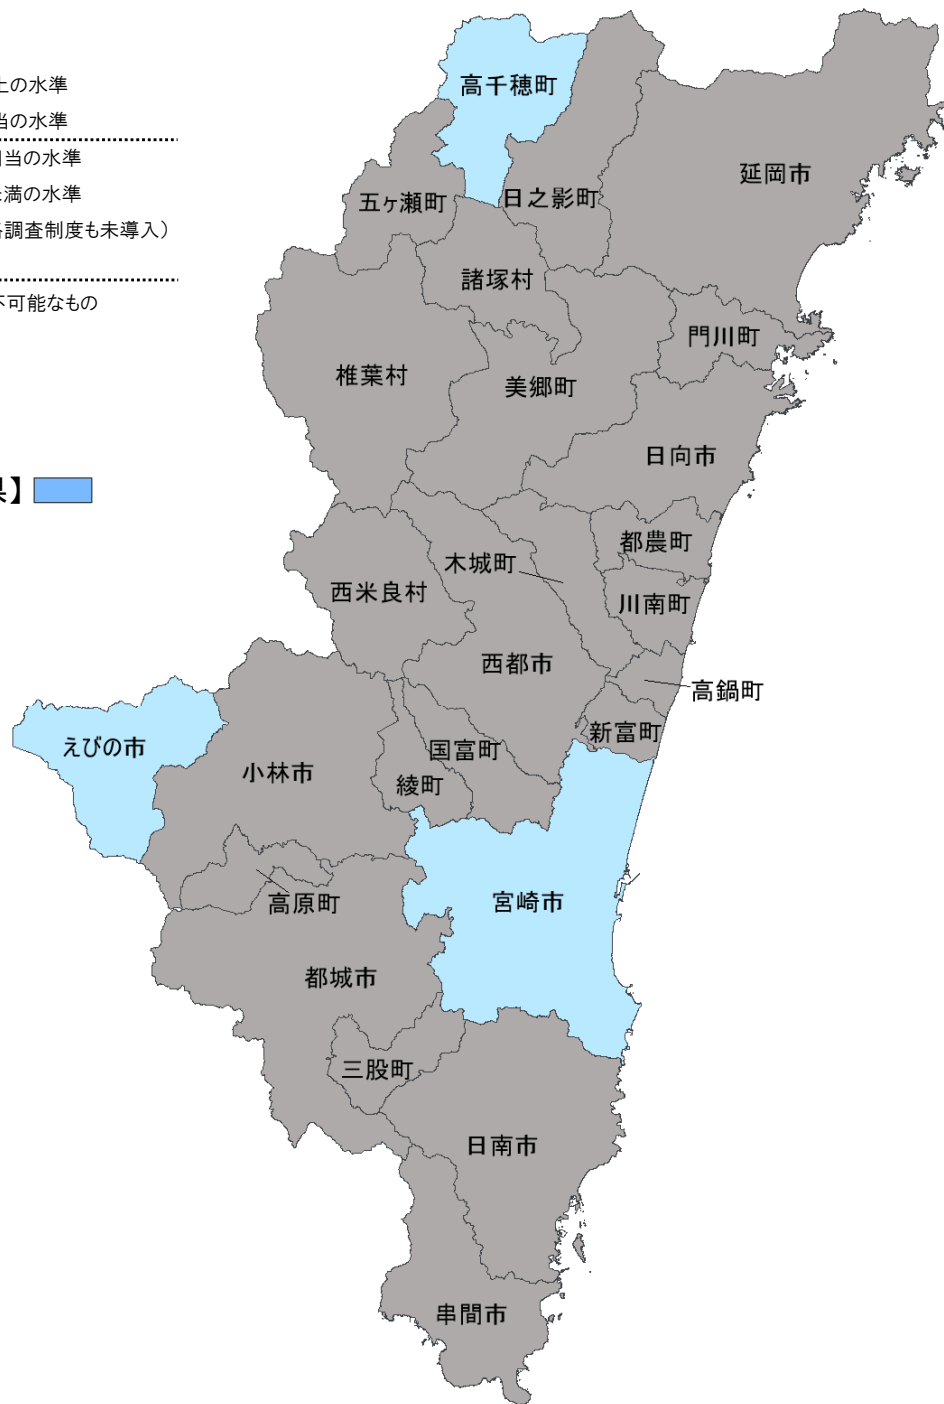 上の水準
当の水準
相当の水準
未満の水準
格調査制度も未導入）
不可能なもの
県】
高千穂町
延岡市
日之影町
五ヶ瀬町
諸塚村
門川町
椎葉村
美郷町
日向市
都農町
木城町
西米良村
川南町
西都市
高鍋町
新富町
えびの市
国富町
小林市
綾町
宮崎市
高原町
都城市
三股町
日南市
串間市